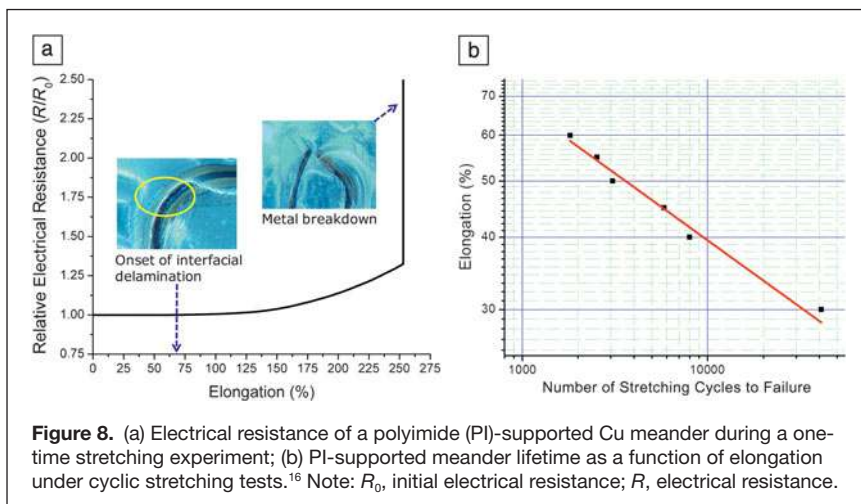 a
2.50
2.25
2.00
1.75
1.50
1.25
1.00
0.75
Relative Electrical Resistance (R/R₀)
Onset of interfacial
delamination
Metal breakdown
0 25 50 75 100 125 150 175 200 225 250 275
Elongation (%)
b
70
60
50
40
30
Elongation (%)
1000 10000
Number of Stretching Cycles to Failure
Figure 8. (a) Electrical resistance of a polyimide (PI)-supported Cu meander during a one-
time stretching experiment; (b) PI-supported meander lifetime as a function of elongation
under cyclic stretching tests.¹⁶ Note: R₀, initial electrical resistance; R, electrical resistance.